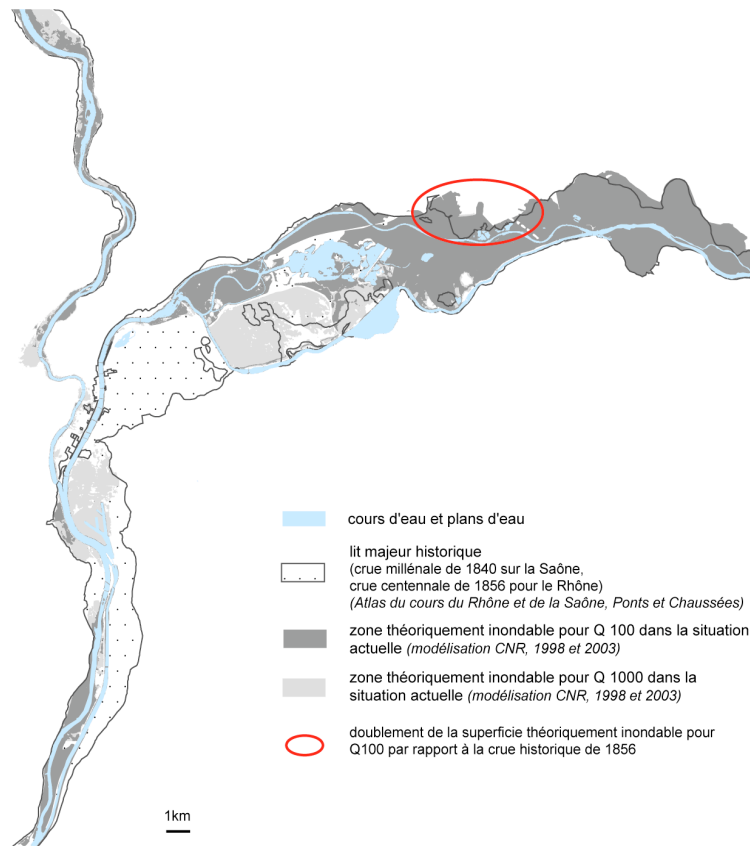 cours d'eau et plans d'eau
lit majeur historique
(crue millénale de 1840 sur la Saône,
crue centennale de 1856 pour le Rhône)
(Atlas du cours du Rhône et de la Saône, Ponts et Chaussées)
zone théoriquement inondable pour Q 100 dans la situation
actuelle (modélisation CNR, 1998 et 2003)
zone théoriquement inondable pour Q 1000 dans la
situation actuelle (modélisation CNR, 1998 et 2003)
doublement de la superficie théoriquement inondable pour
Q100 par rapport à la crue historique de 1856
1km